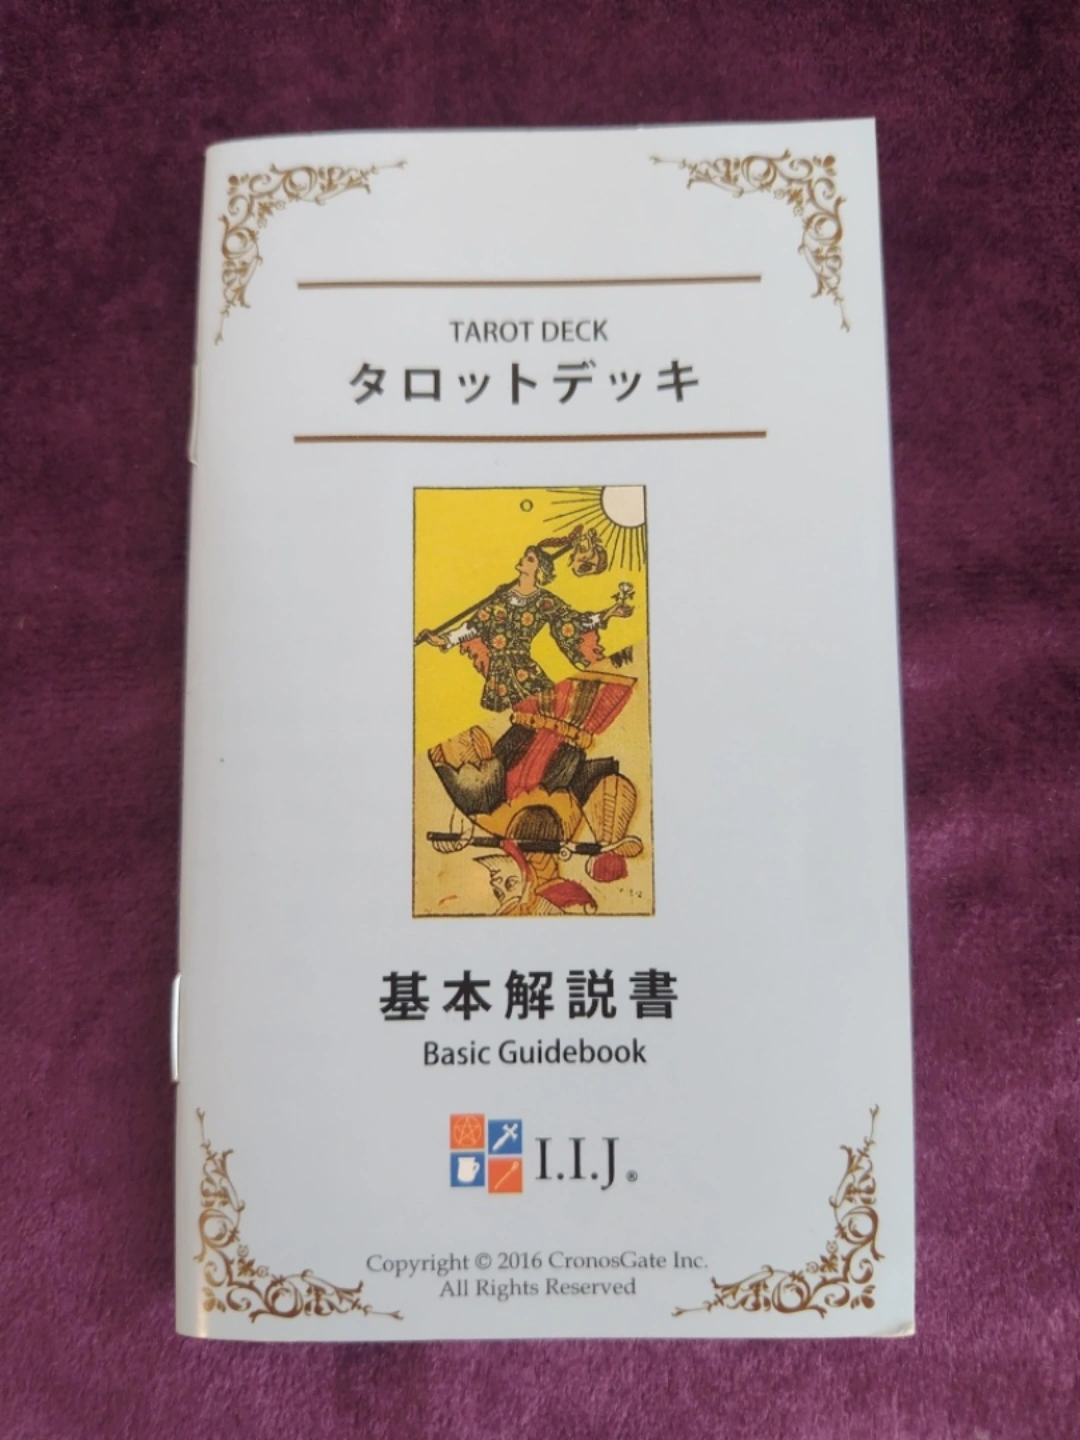 TAROT DECK
タロットデッキ
O
基本解説書
Basic Guidebook
I.I.J®
Copyright © 2016 CronosGate Inc.
All Rights Reserved